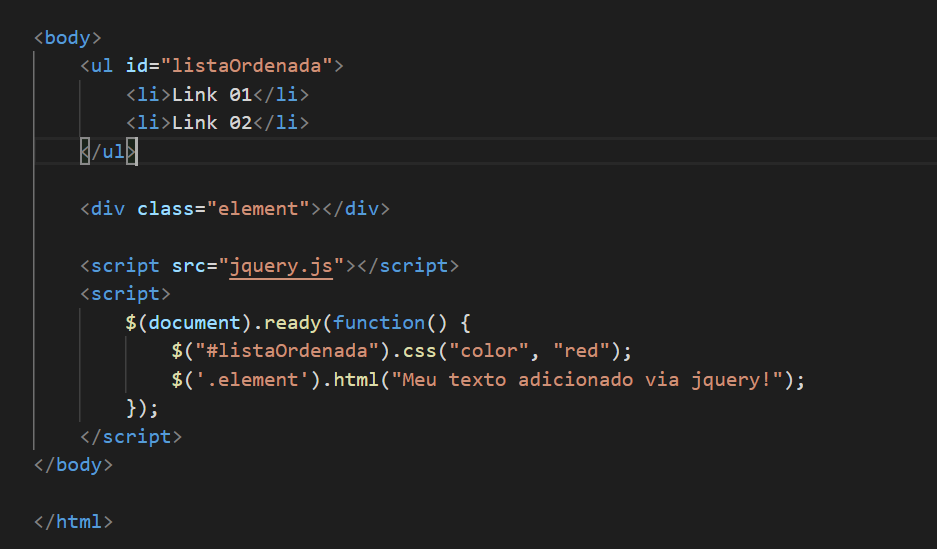 <body>
<ul id="listaOrdenada">
<li>Link 01</li>
<li>Link 02</li>
</ul>
<div class="element"></div>
<script src="jquery.js"></script>
<script>
$(document).ready(function() {
$("#listaOrdenada").css("color", "red");
$('.element').html("Meu texto adicionado via jquery!");
});
</script>
</body>
</html>